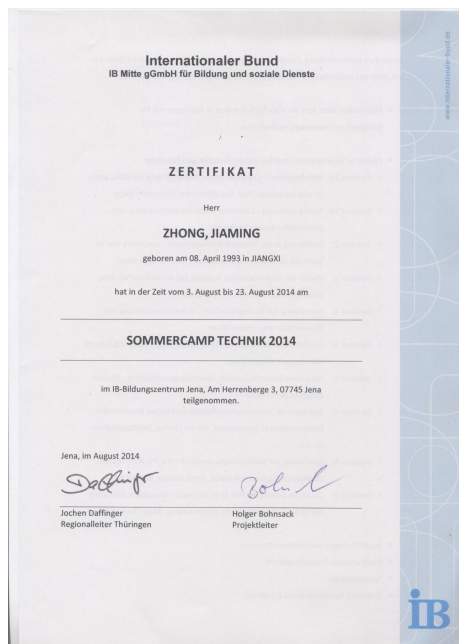 Internationaler Bund
IB Mitte gGmbH für Bildung und soziale Dienste
www.internationaler-bund.de
ZERTIFIKAT
Herr
ZHONG, JIAMING
geboren am 08. April 1993 in JIANGXI
hat in der Zeit vom 3. August bis 23. August 2014 am
SOMMERCAMP TECHNIK 2014
im IB-Bildungszentrum Jena, Am Herrenberge 3, 07745 Jena
teilgenommen.
Jena, im August 2014
Jochen Daffinger
Regionalleiter Thüringen
Holger Bohnsack
Projektleiter
IB